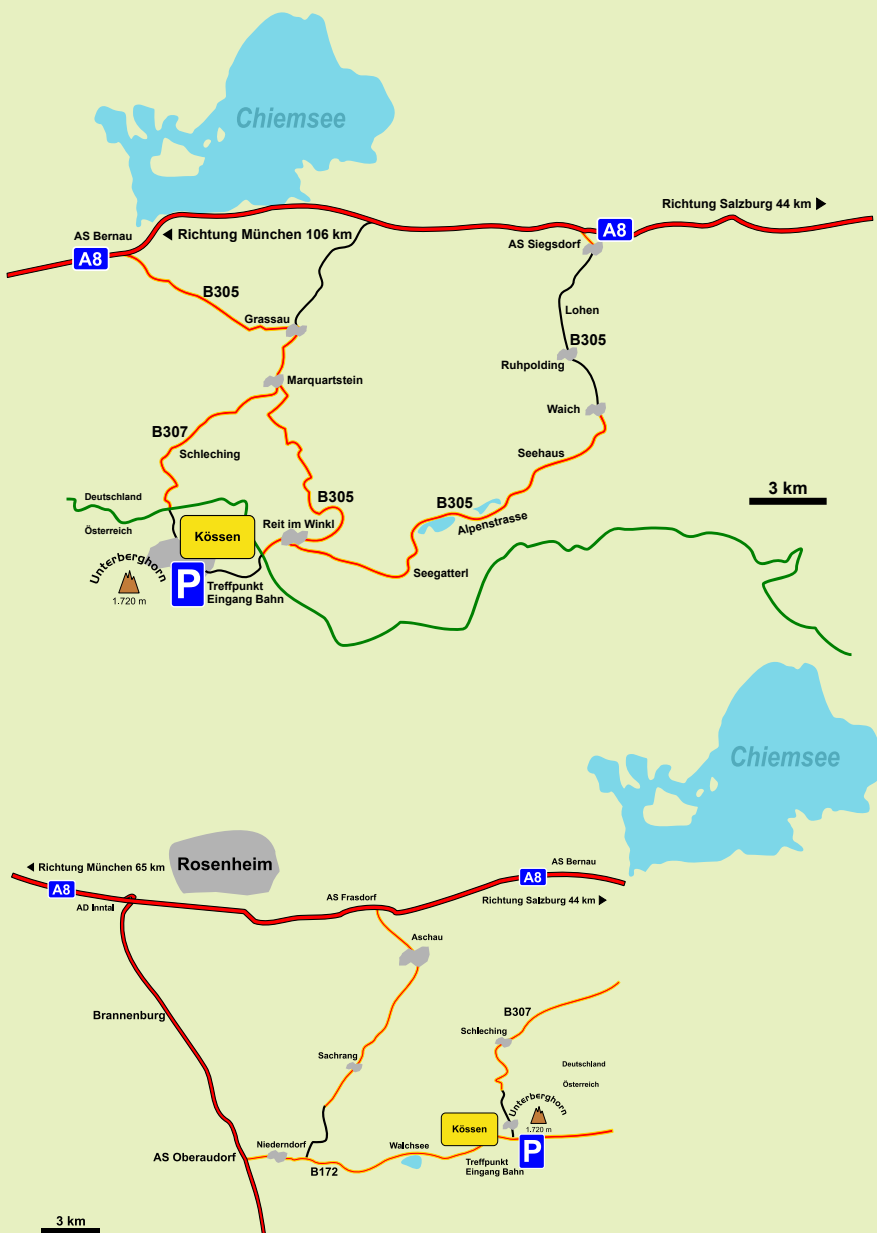 Chiemsee
Richtung Salzburg 44 km
AS Bernau
Richtung München 106 km
A8
AS Siegsdorf
A8
B305
Lohen
Grassau
B305
Ruhpolding
Marquartstein
Waich
B307
Schleching
Seehaus
3 km
Deutschland
B305
B305
Österreich
Kössen
Reit im Winkl
Alpenstrasse
Unterberghorn
P
Seegatterl
1.720 m
Treffpunkt
Eingang Bahn
Chiemsee
Rosenheim
Richtung München 65 km
AS Bernau
A8
A8
AS Frasdorf
Richtung Salzburg 44 km
AD Inntal
Aschau
Brannenburg
B307
Schleching
Sachrang
Deutschland
Österreich
Unterberghorn
Kössen
1.720 m
Niederndorf
Walchsee
P
AS Oberaudorf
B172
Treffpunkt
Eingang Bahn
3 km